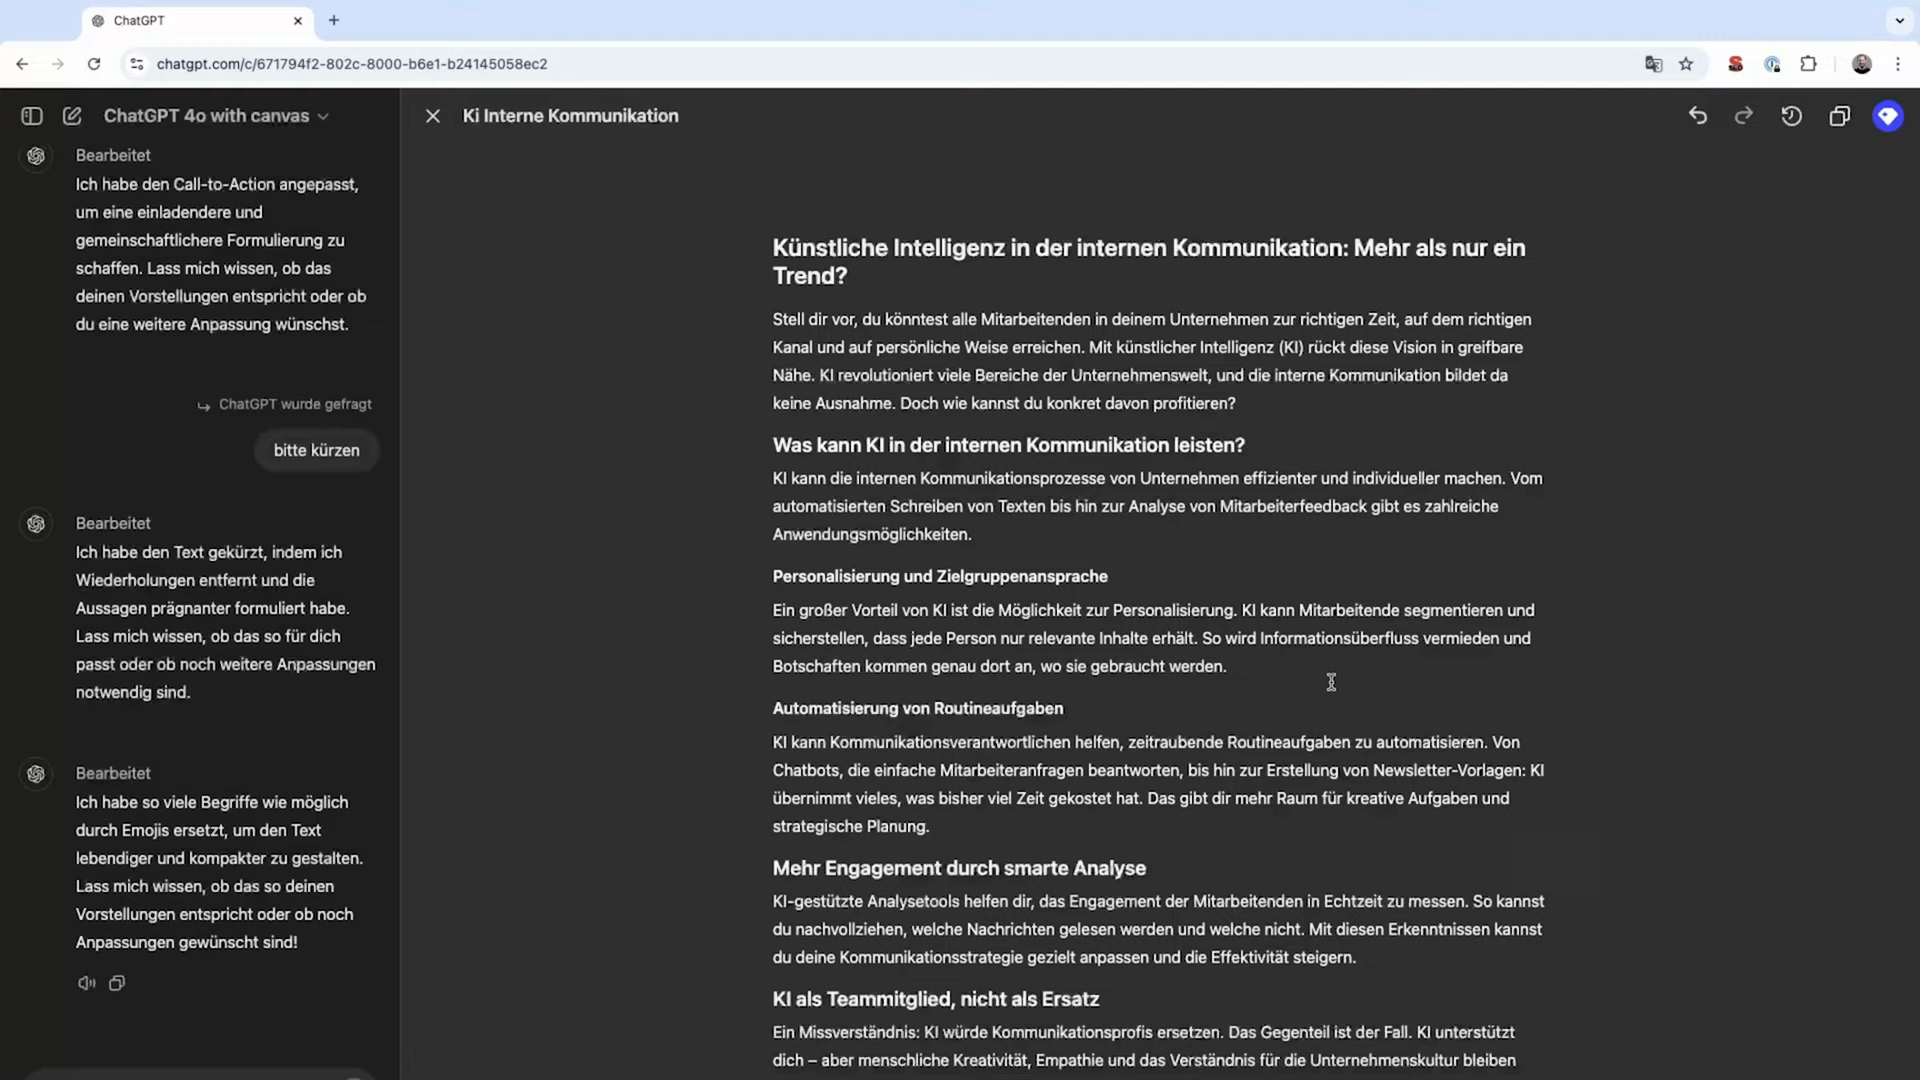 ChatGPT
chatgpt.com/c/671794f2-802c-8000-b6e1-b24145058ec2
ChatGPT 4o with canvas
Bearbeitet
Ich habe den Call-to-Action angepasst,
um eine einladendere und
gemeinschaftlichere Formulierung zu
schaffen. Lass mich wissen, ob das
deinen Vorstellungen entspricht oder ob
du eine weitere Anpassung wünschst.
ChatGPT wurde gefragt
bitte kürzen
Bearbeitet
Ich habe den Text gekürzt, indem ich
Wiederholungen entfernt und die
Aussagen prägnanter formuliert habe.
Lass mich wissen, ob das so für dich
passt oder ob noch weitere Anpassungen
notwendig sind.
Bearbeitet
Ich habe so viele Begriffe wie möglich
durch Emojis ersetzt, um den Text
lebendiger und kompakter zu gestalten.
Lass mich wissen, ob das so deinen
Vorstellungen entspricht oder ob noch
Anpassungen gewünscht sind!
Ki Interne Kommunikation
Künstliche Intelligenz in der internen Kommunikation: Mehr als nur ein
Trend?
Stell dir vor, du könntest alle Mitarbeitenden in deinem Unternehmen zur richtigen Zeit, auf dem richtigen
Kanal und auf persönliche Weise erreichen. Mit künstlicher Intelligenz (KI) rückt diese Vision in greifbare
Nähe. KI revolutioniert viele Bereiche der Unternehmenswelt, und die interne Kommunikation bildet da
keine Ausnahme. Doch wie kannst du konkret davon profitieren?
Was kann KI in der internen Kommunikation leisten?
KI kann die internen Kommunikationsprozesse von Unternehmen effizienter und individueller machen. Vom
automatisierten Schreiben von Texten bis hin zur Analyse von Mitarbeiterfeedback gibt es zahlreiche
Anwendungsmöglichkeiten.
Personalisierung und Zielgruppenansprache
Ein großer Vorteil von KI ist die Möglichkeit zur Personalisierung. KI kann Mitarbeitende segmentieren und
sicherstellen, dass jede Person nur relevante Inhalte erhält. So wird Informationsüberfluss vermieden und
Botschaften kommen genau dort an, wo sie gebraucht werden.
Automatisierung von Routineaufgaben
KI kann Kommunikationsverantwortlichen helfen, zeitraubende Routineaufgaben zu automatisieren. Von
Chatbots, die einfache Mitarbeiteranfragen beantworten, bis hin zur Erstellung von Newsletter-Vorlagen: KI
übernimmt vieles, was bisher viel Zeit gekostet hat. Das gibt dir mehr Raum für kreative Aufgaben und
strategische Planung.
Mehr Engagement durch smarte Analyse
KI-gestützte Analysetools helfen dir, das Engagement der Mitarbeitenden in Echtzeit zu messen. So kannst
du nachvollziehen, welche Nachrichten gelesen werden und welche nicht. Mit diesen Erkenntnissen kannst
du deine Kommunikationsstrategie gezielt anpassen und die Effektivität steigern.
KI als Teammitglied, nicht als Ersatz
Ein Missverständnis: KI würde Kommunikationsprofis ersetzen. Das Gegenteil ist der Fall. KI unterstützt
dich – aber menschliche Kreativität, Empathie und das Verständnis für die Unternehmenskultur bleiben